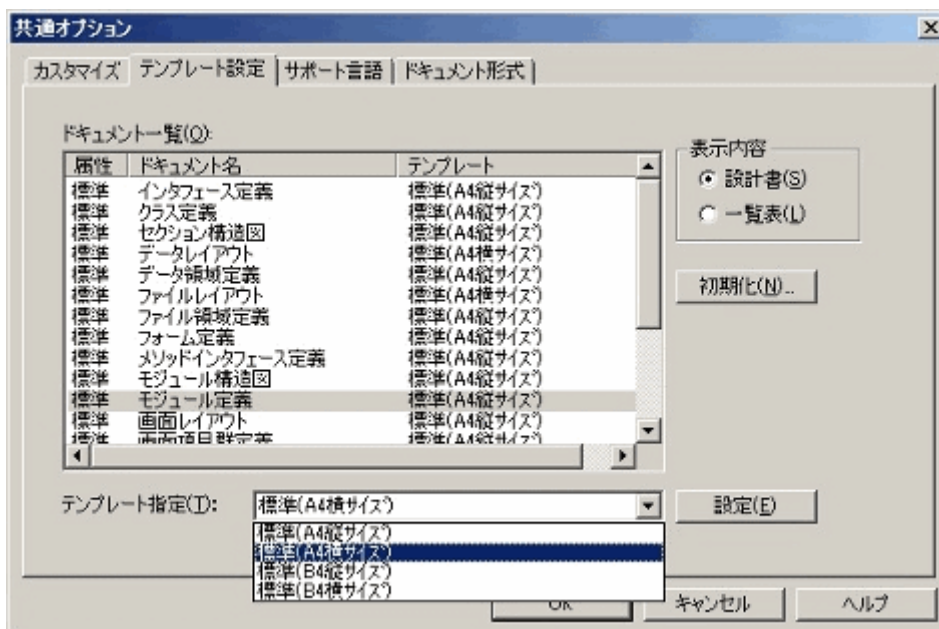 共通オプション
カスタマイズ テンプレート設定 サポート言語 ドキュメント形式
ドキュメント一覧(O):
属性 ドキュメント名 テンプレート
標準 インタフェース定義 標準(A4縦サイズ)
標準 クラス定義 標準(A4縦サイズ)
標準 セクション構造図 標準(A4縦サイズ)
標準 データレイアウト 標準(A4横サイズ)
標準 データ領域定義 標準(A4縦サイズ)
標準 ファイルレイアウト 標準(A4横サイズ)
標準 ファイル領域定義 標準(A4縦サイズ)
標準 フォーム定義 標準(A4縦サイズ)
標準 メソッドインタフェース定義 標準(A4縦サイズ)
標準 モジュール構造図 標準(A4縦サイズ)
標準 モジュール定義 標準(A4縦サイズ)
標準 画面レイアウト 標準(A4横サイズ)
標準 画面項目群定義 標準(A4縦サイズ)
表示内容
設計書(S)
一覧表(L)
初期化(N)...
テンプレート指定(T): 標準(A4横サイズ) 設定(E)
標準(A4縦サイズ)
標準(A4横サイズ)
標準(B4縦サイズ)
標準(B4横サイズ)
OK キャンセル ヘルプ